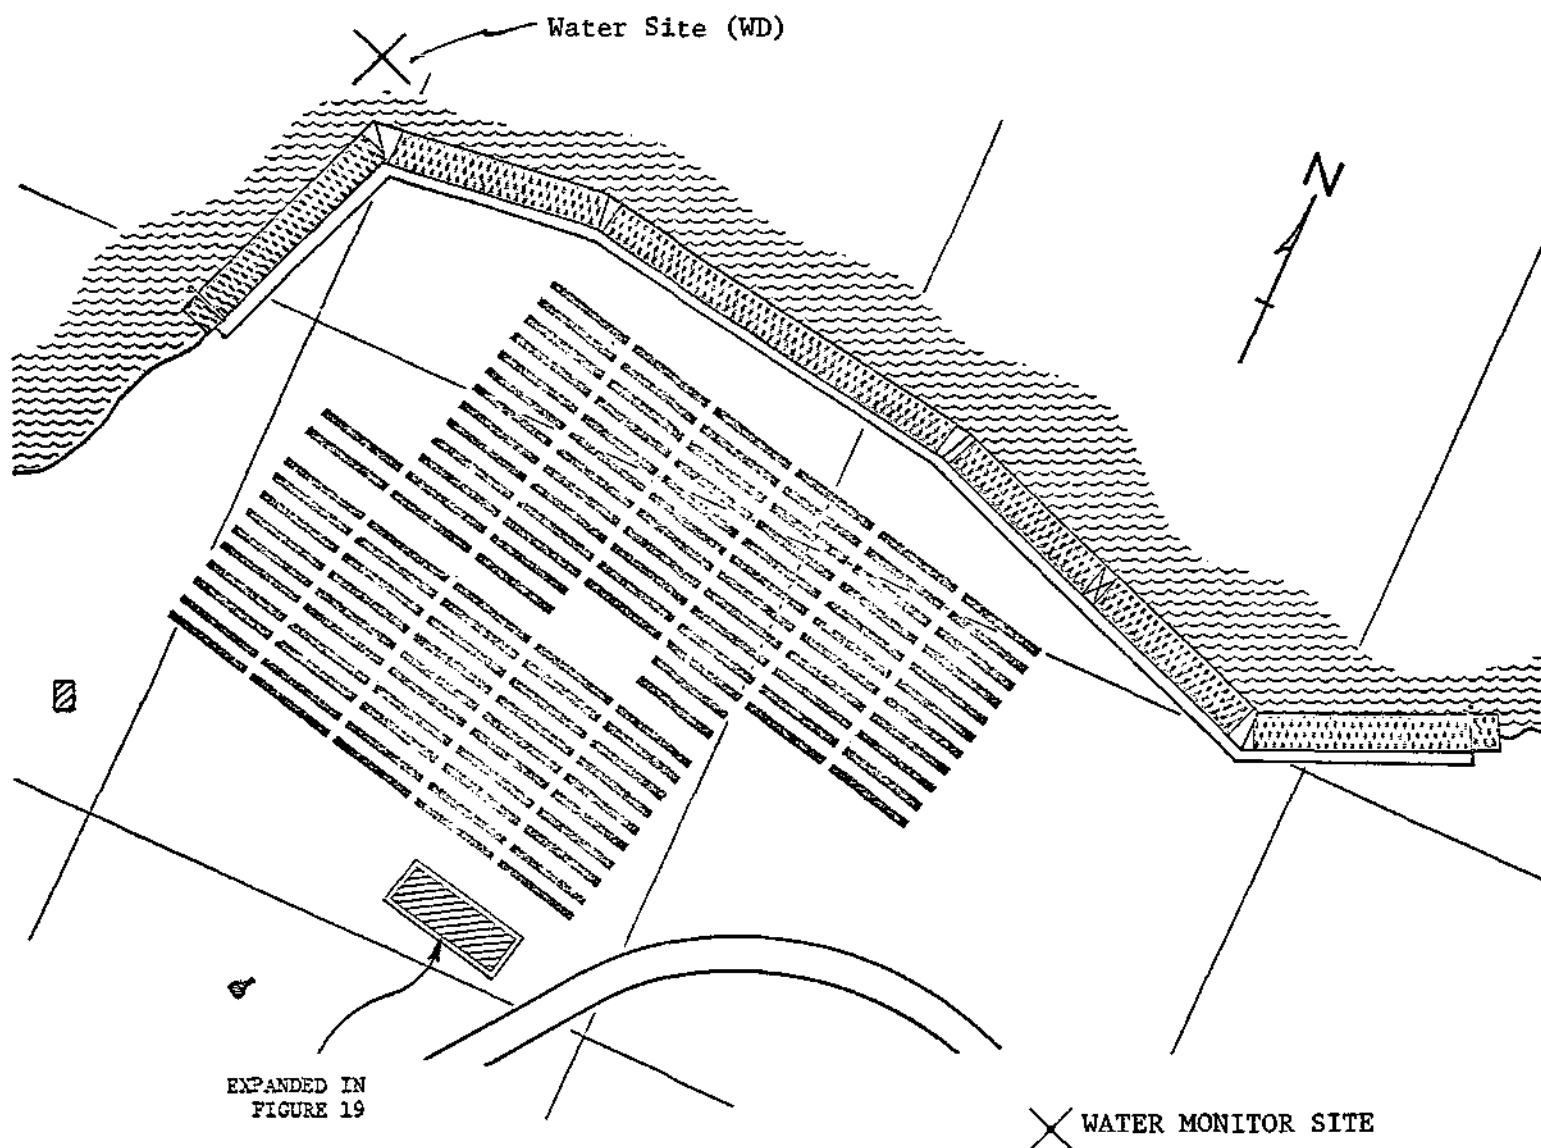 Water Site (WD)
N
EXPANDED IN
FIGURE 19
WATER MONITOR SITE